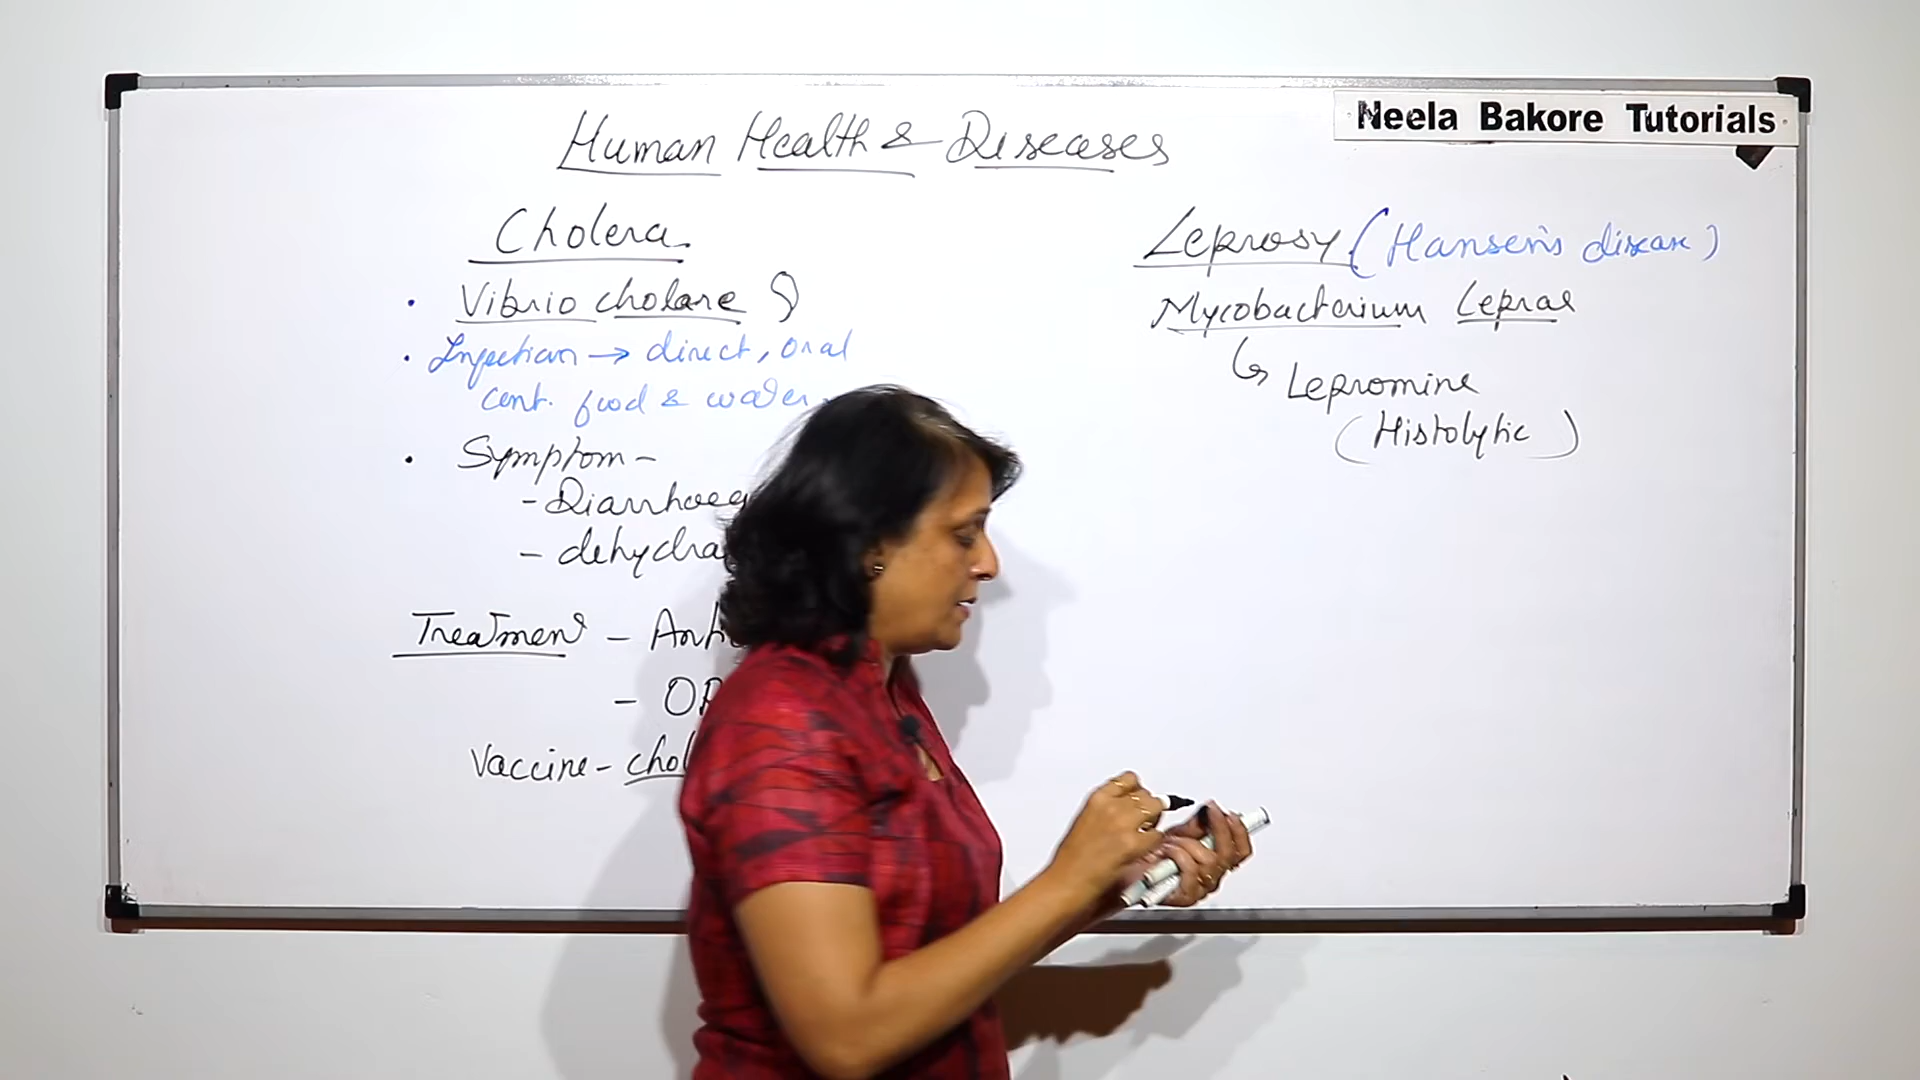 Neela Bakore Tutorials
Human Health & Diseases
Cholera
• Vibrio cholare
• Infection → direct, oral
cont. food & water
• Symptom -
- Diarrhoea
- dehydra
Treatment - Anti
- OR
Vaccine - chol
Leprosy (Hansen's disease)
Mycobacterium Leprae
↳ Lepromine
(Histolytic)